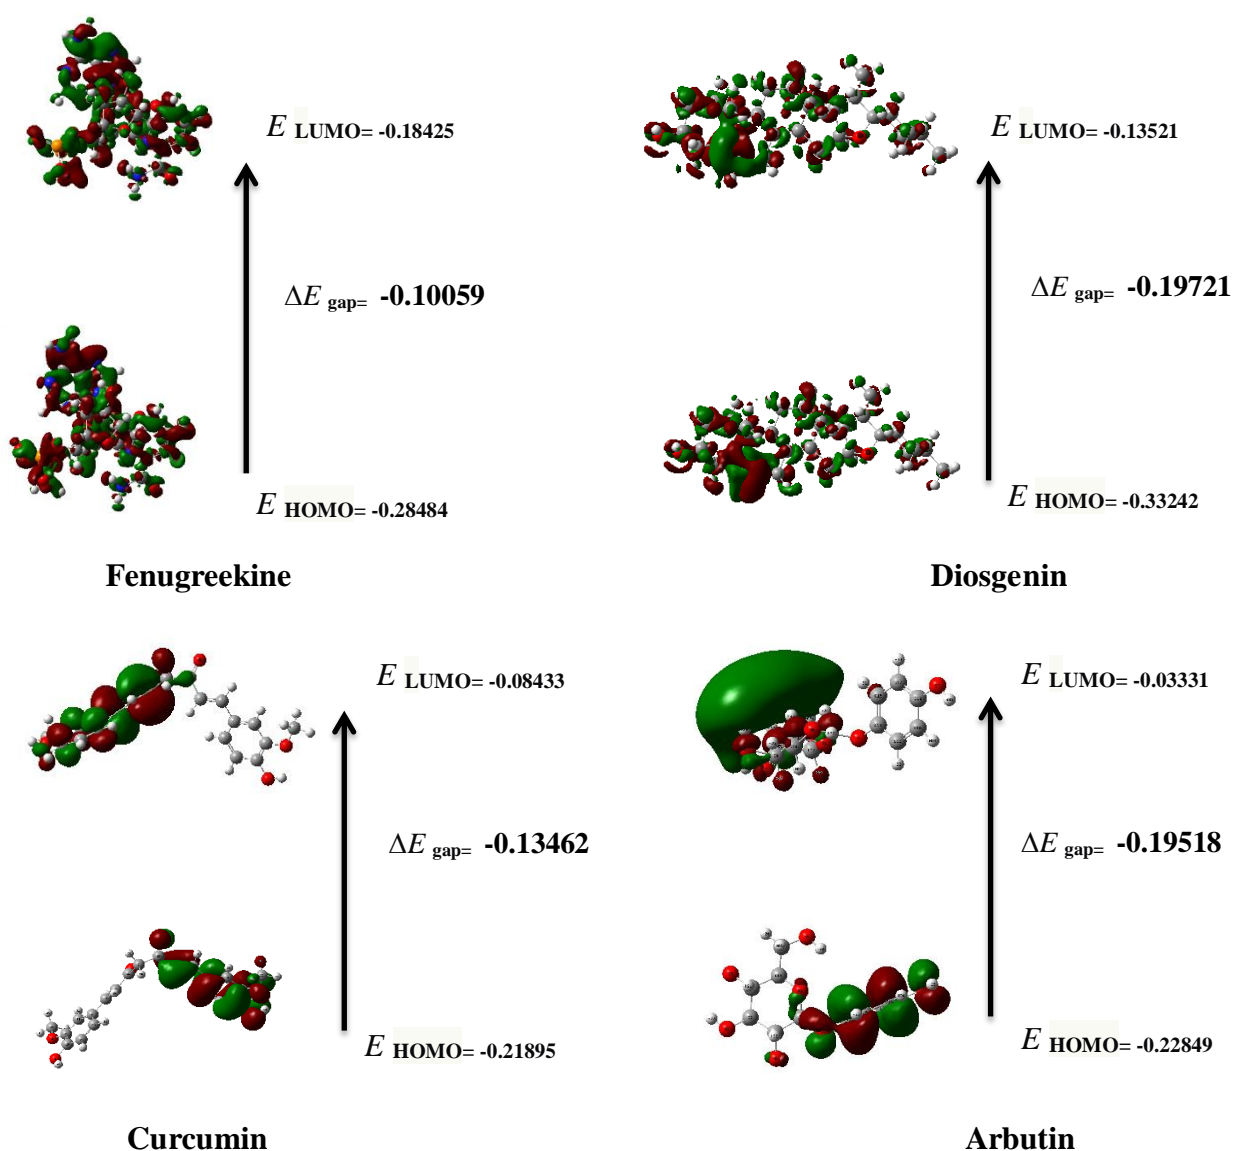 E LUMO= -0.18425
E LUMO= -0.13521
ΔE gap= -0.10059
ΔE gap= -0.19721
E HOMO= -0.28484
E HOMO= -0.33242
Fenugreekine
Diosgenin
E LUMO= -0.08433
E LUMO= -0.03331
ΔE gap= -0.13462
ΔE gap= -0.19518
E HOMO= -0.21895
E HOMO= -0.22849
Curcumin
Arbutin